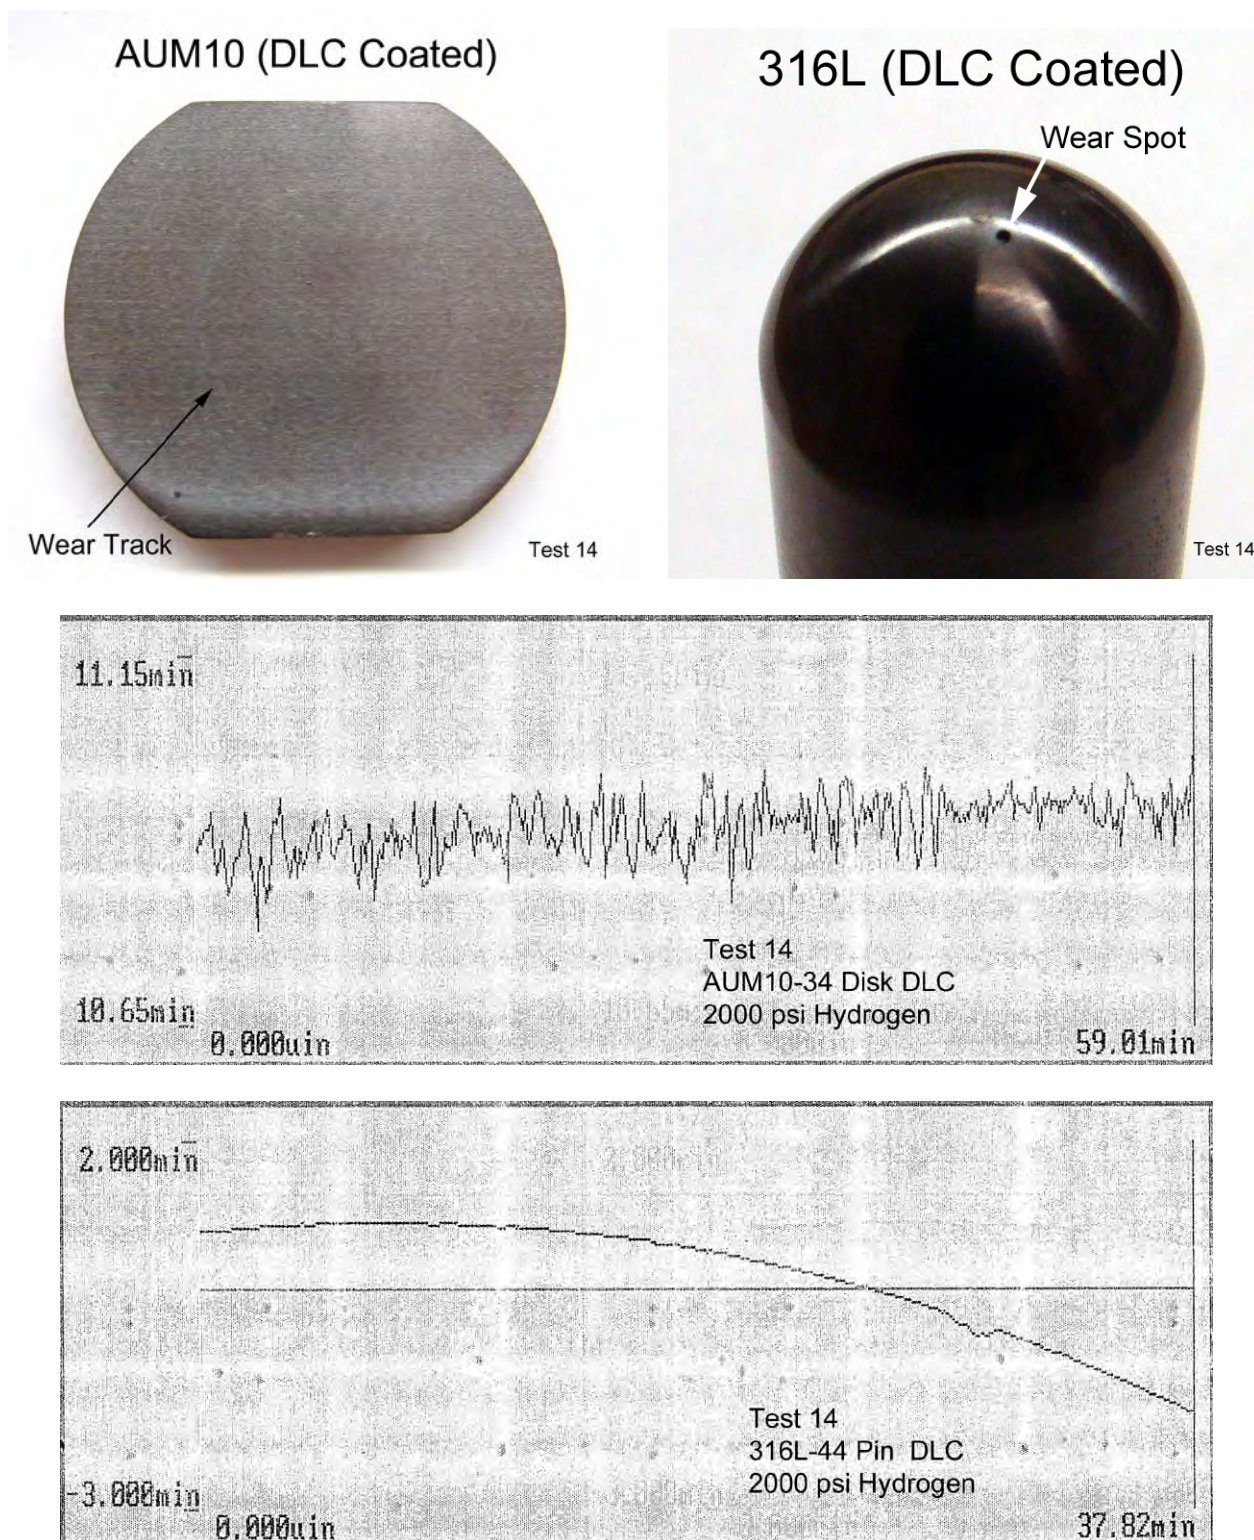 AUM10 (DLC Coated)
Wear Track
Test 14
316L (DLC Coated)
Wear Spot
Test 14
11.15min
10.65min
0.000uin
59.01min
Test 14
AUM10-34 Disk DLC
2000 psi Hydrogen
2.000min
-3.000min
0.000uin
37.82min
Test 14
316L-44 Pin DLC
2000 psi Hydrogen